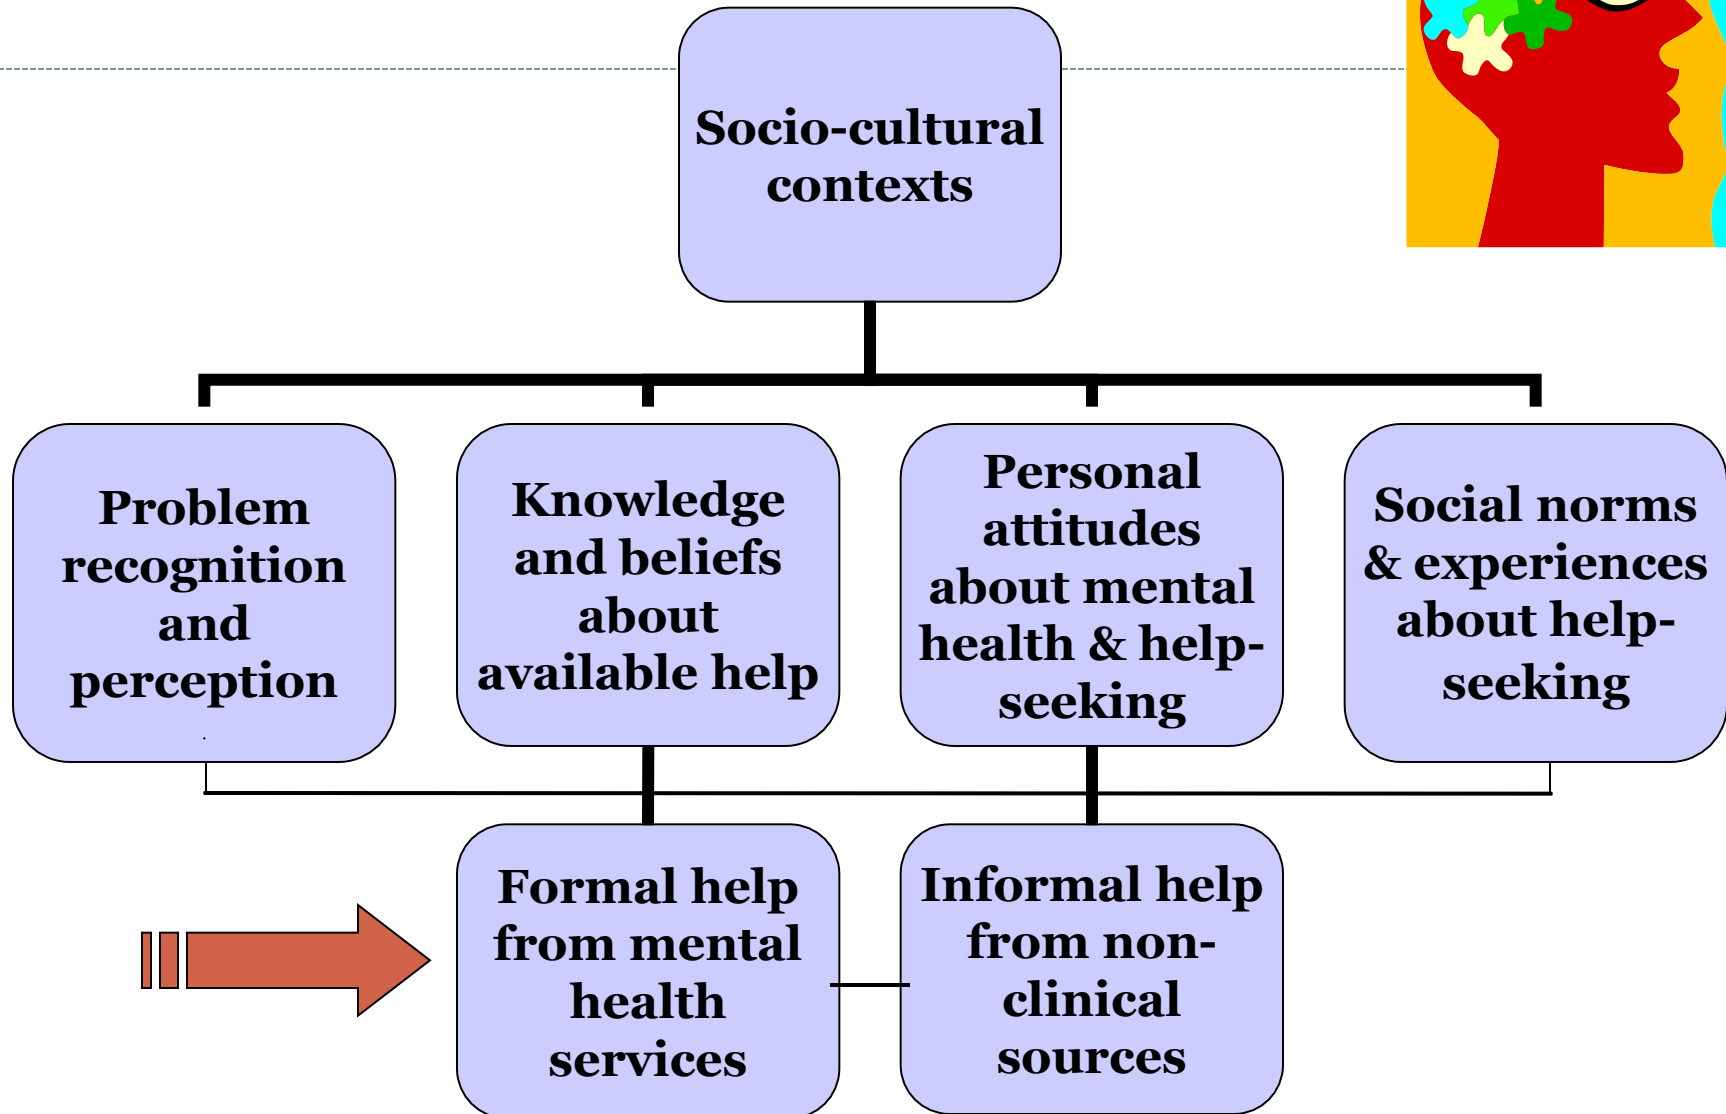 Socio-cultural
contexts
Problem
recognition
and
perception
.
Knowledge
and beliefs
about
available help
Personal
attitudes
about mental
health & help-
seeking
Social norms
& experiences
about help-
seeking
Formal help
from mental
health
services
Informal help
from non-
clinical
sources